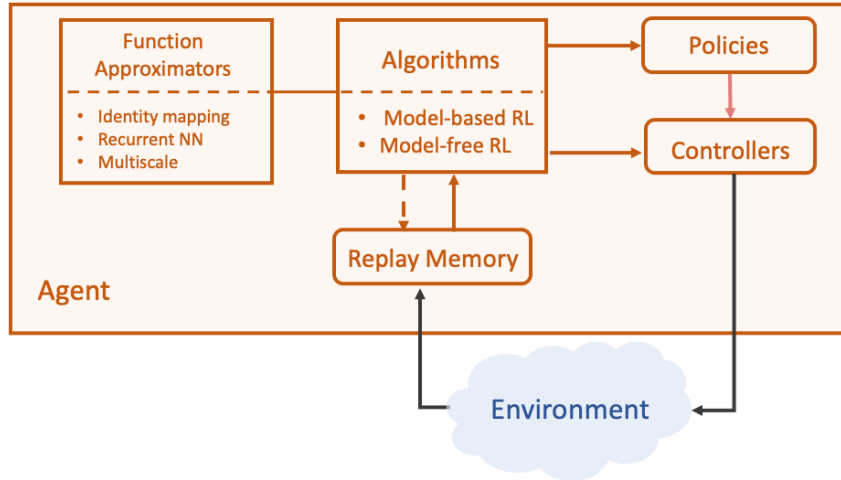 Function
Approximators
• Identity mapping
• Recurrent NN
• Multiscale
Algorithms
• Model-based RL
• Model-free RL
Policies
Controllers
Replay Memory
Agent
Environment